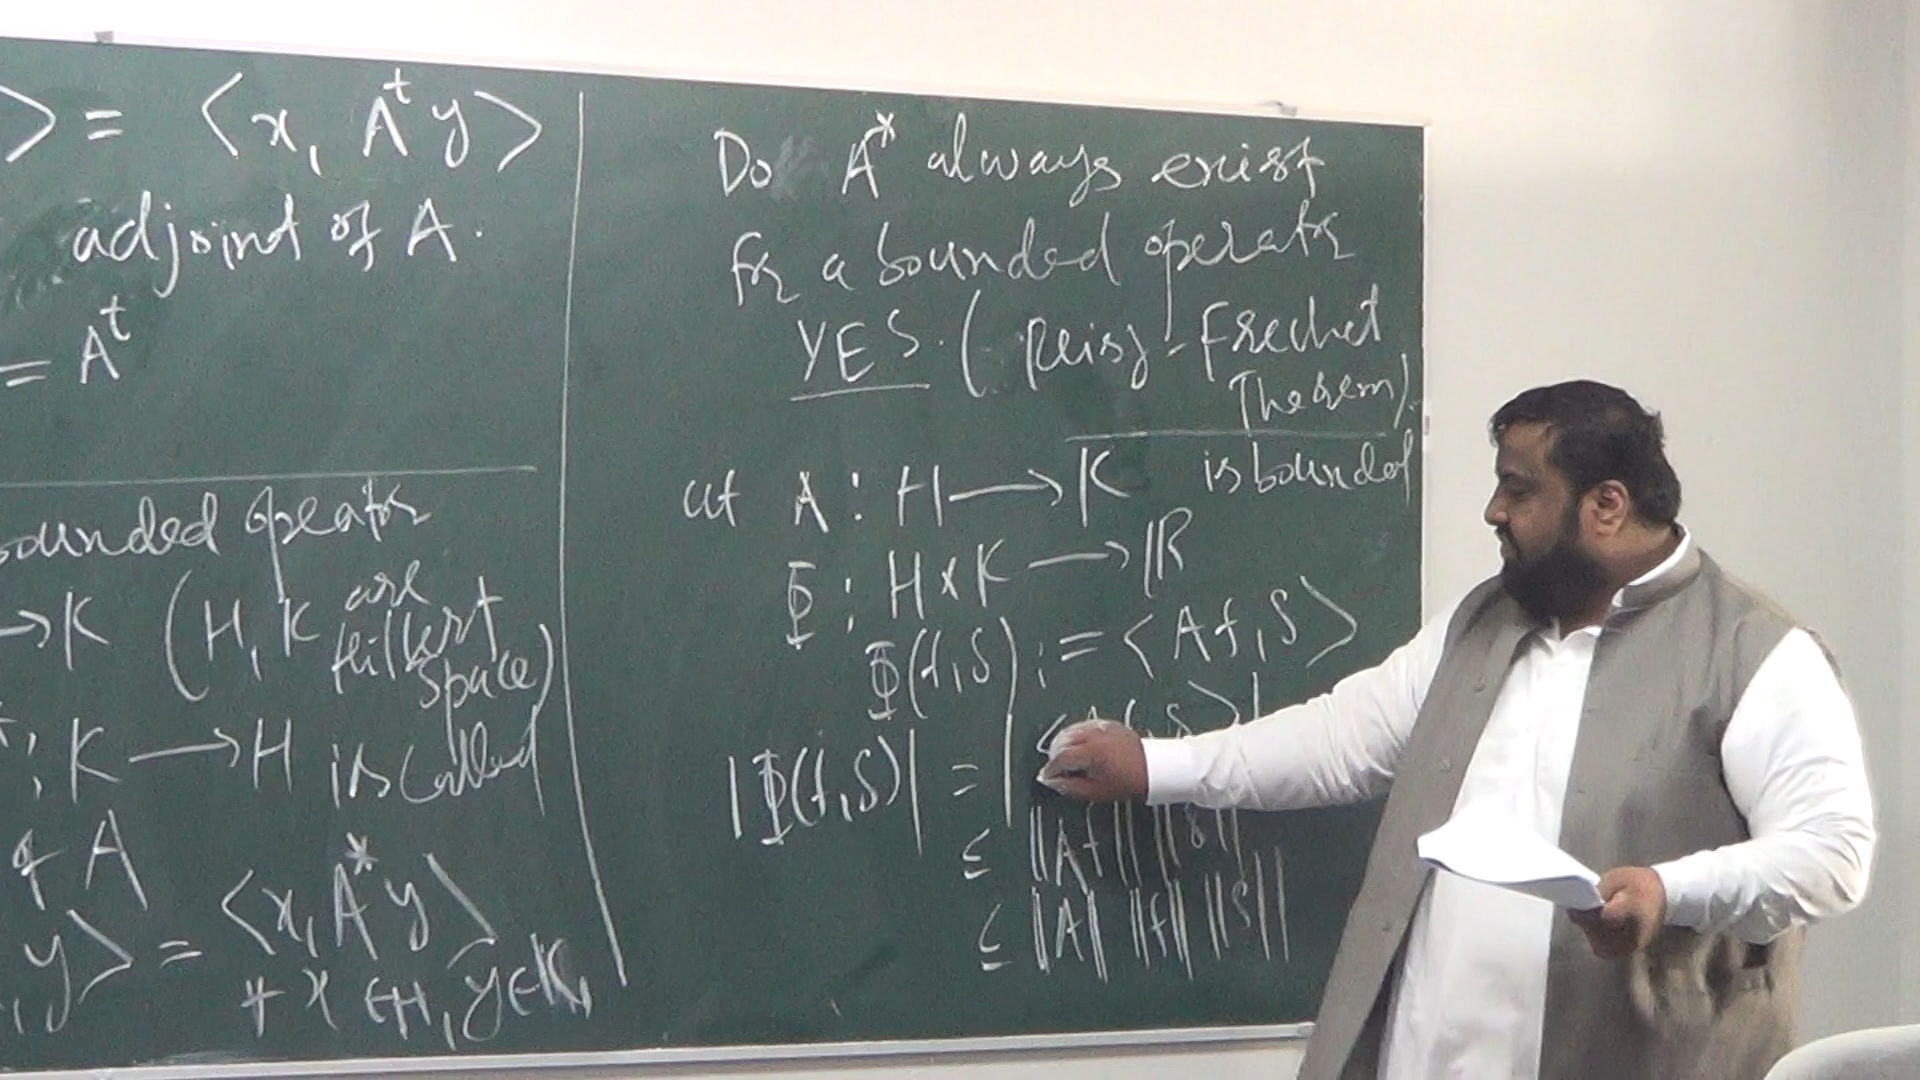 > = <x, Aᵗy>
adjoint of A.
= Aᵗ
ounded operator
→ K (H, K are Hilbert space)
: K → H is called
of A
, y> = <x, A*y>
∀ x ∈ H, y ∈ K,
Do A* always exist
for a bounded operator
YES. (Reisz-Frechet
Theorem).
let A : H → K is bounded
Φ : H × K → ℝ
Φ(f, g) := <Af, g>
|Φ(f, g)| = |<Af, g>|
≤ ||Af|| ||g||
≤ ||A|| ||f|| ||g||